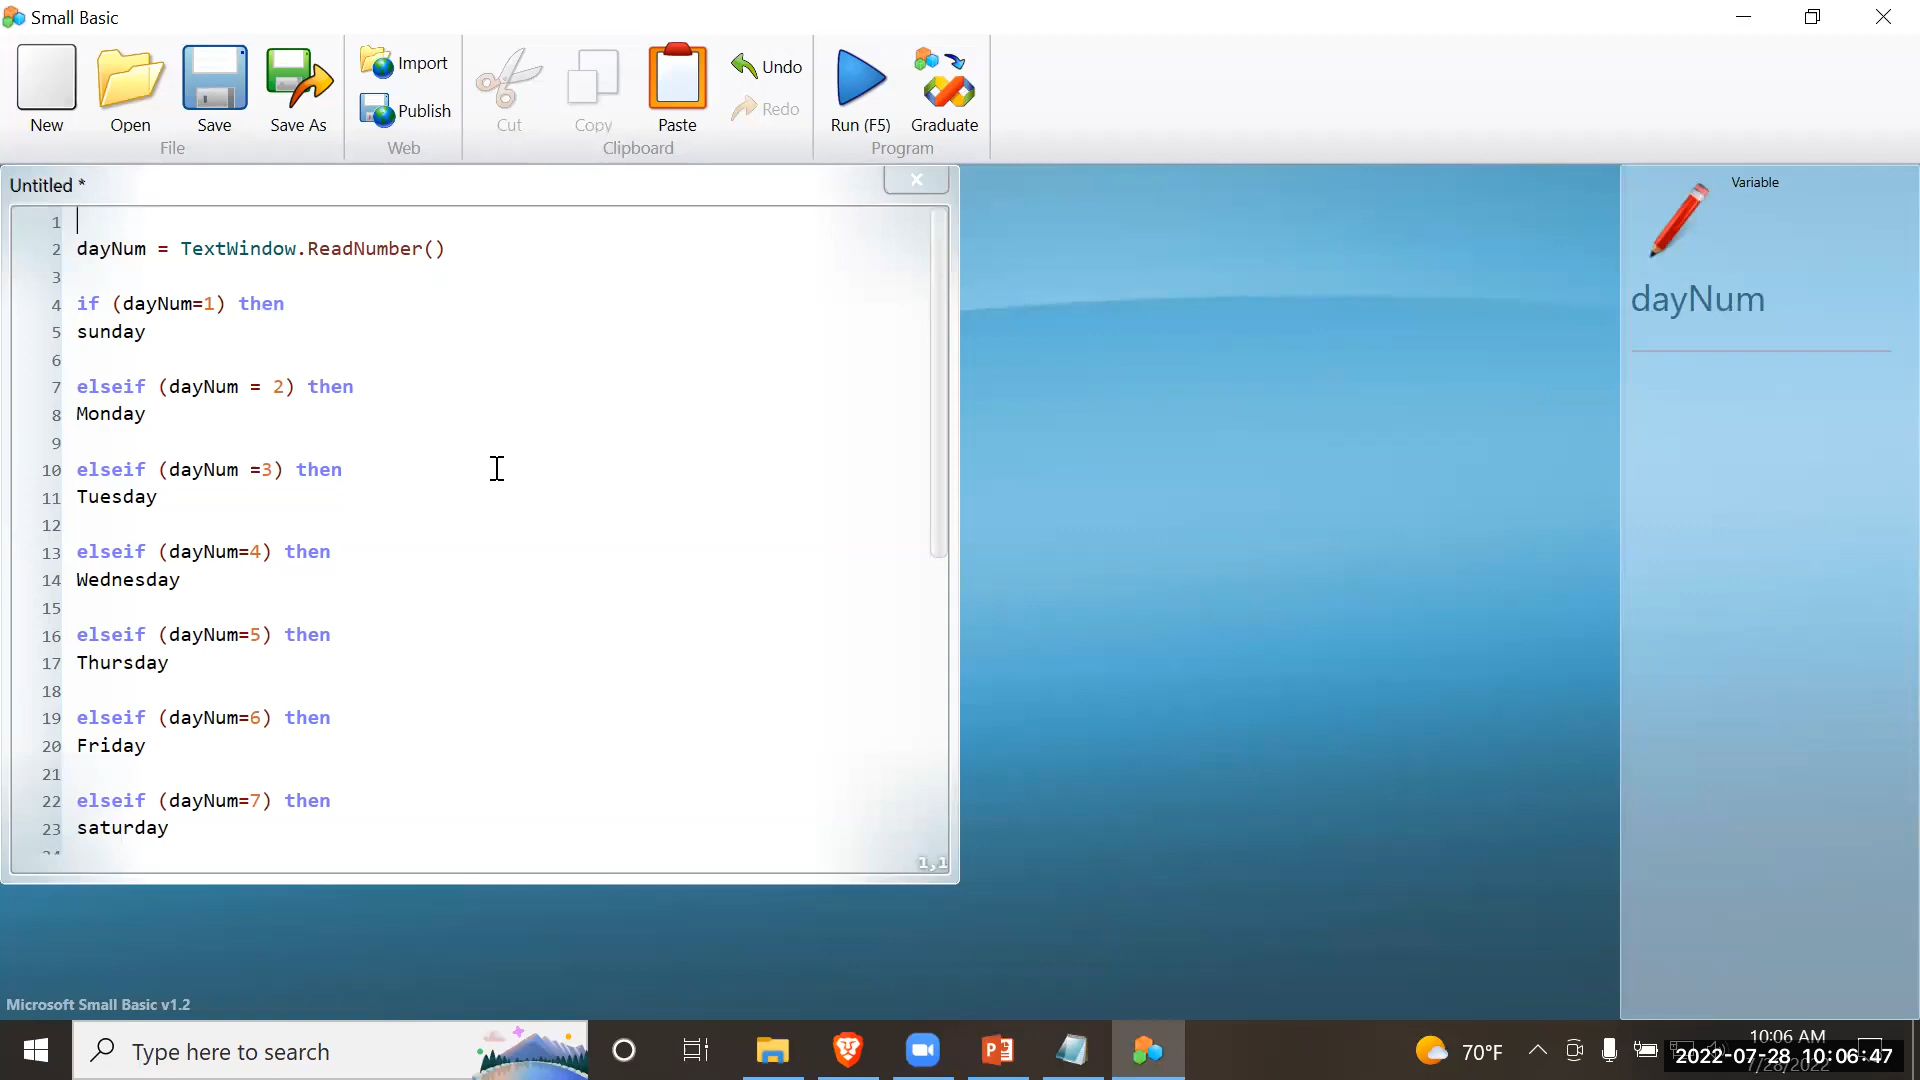 Small Basic
New
Open
Save
Save As
File
Import
Publish
Web
Cut
Copy
Paste
Undo
Redo
Clipboard
Run (F5)
Graduate
Program
Untitled *
1
2 dayNum = TextWindow.ReadNumber()
3
4 if (dayNum=1) then
5 sunday
6
7 elseif (dayNum = 2) then
8 Monday
9
10 elseif (dayNum =3) then
11 Tuesday
12
13 elseif (dayNum=4) then
14 Wednesday
15
16 elseif (dayNum=5) then
17 Thursday
18
19 elseif (dayNum=6) then
20 Friday
21
22 elseif (dayNum=7) then
23 saturday
1,1
Variable
dayNum
Microsoft Small Basic v1.2
Type here to search
70°F
10:06 AM
7/28/2022
2022-07-28 10:06:47